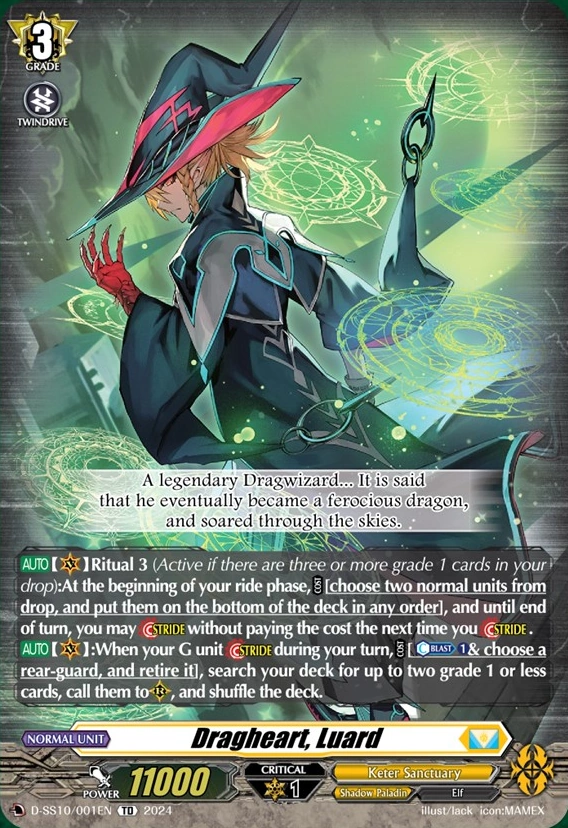 3
GRADE
TWINDRIVE
A legendary Dragwizard... It is said
that he eventually became a ferocious dragon,
and soared through the skies.
AUTO【V】Ritual 3 (Active if there are three or more grade 1 cards in your
drop):At the beginning of your ride phase, COST [choose two normal units from
drop, and put them on the bottom of the deck in any order], and until end
of turn, you may G STRIDE without paying the cost the next time you G STRIDE.
AUTO【V】:When your G unit G STRIDE during your turn, COST [C BLAST 1 & choose a
rear-guard, and retire it], search your deck for up to two grade 1 or less
cards, call them to R, and shuffle the deck.
NORMAL UNIT
Dragheart, Luard
POWER 11000
CRITICAL
1
Keter Sanctuary
Shadow Paladin
Elf
D-SS10/001EN TD 2024
illust/lack icon:MAMEX